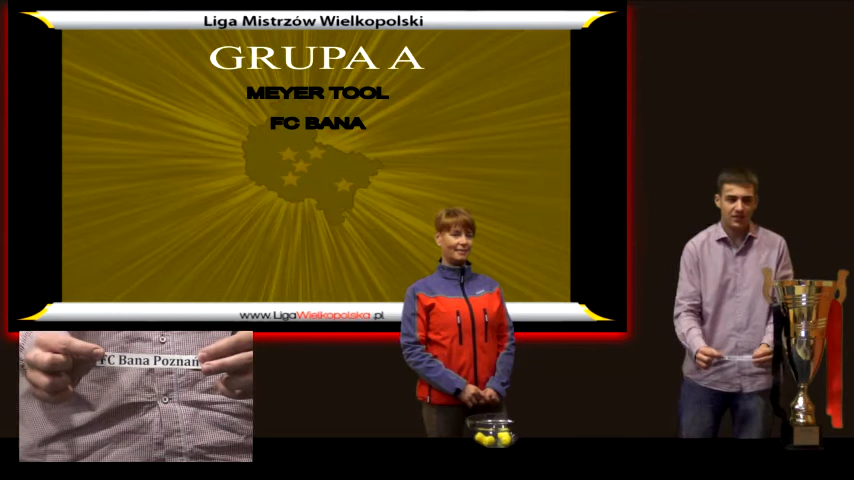 Liga Mistrzów Wielkopolski
GRUPA A
MEYER TOOL
FC BANA
www.LigaWielkopolska.pl
FC Bana Poznań